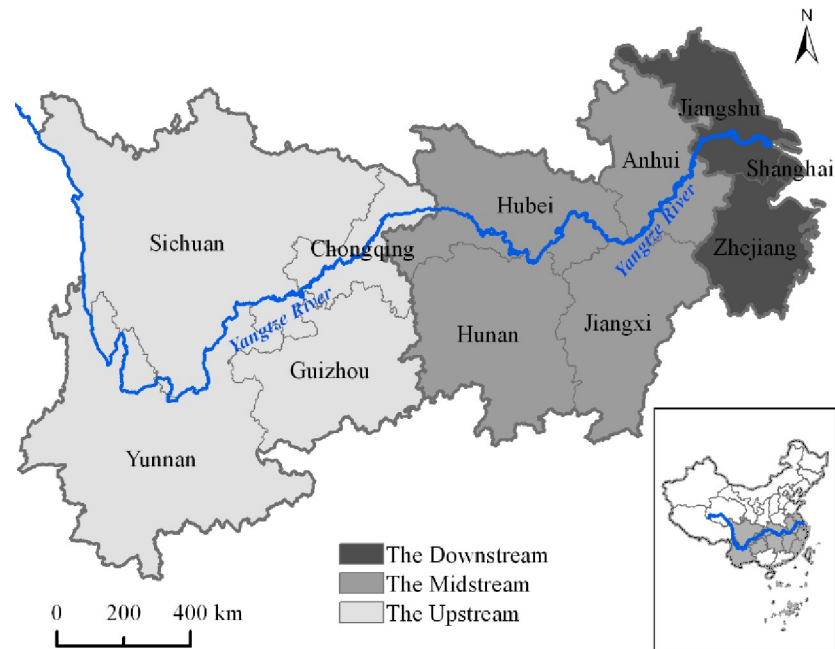 N
Jiangshu
Anhui
Shanghai
Hubei
Sichuan
Chongqing
Zhejiang
Yangtze River
Yangtze River
Hunan
Jiangxi
Guizhou
Yunnan
The Downstream
The Midstream
The Upstream
0 200 400 km